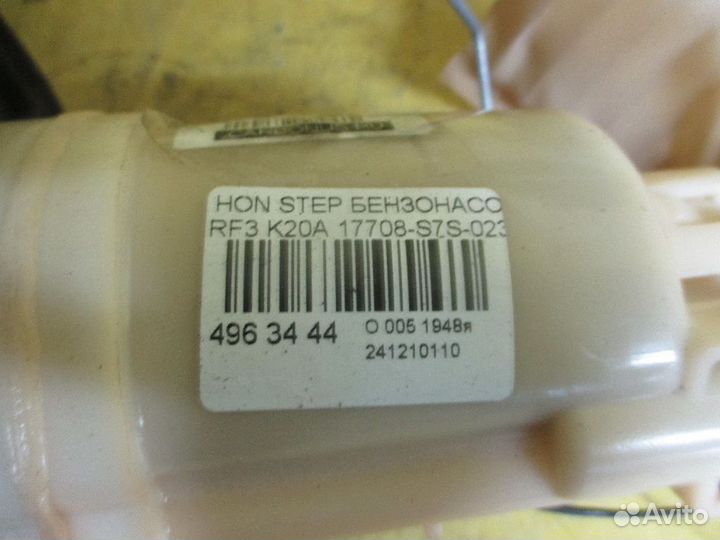 HON STEP БЕНЗОНАСО
RF3 K20A 17708-S7S-023
496 34 44
O 005 1948я
241210110
Avito